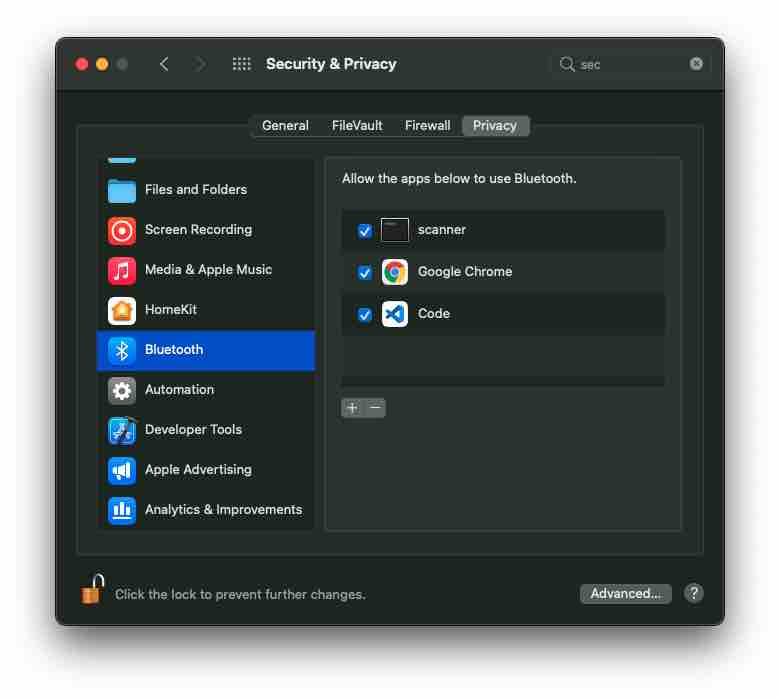 Security & Privacy
sec
General FileVault Firewall Privacy
Files and Folders
Screen Recording
Media & Apple Music
HomeKit
Bluetooth
Automation
Developer Tools
Apple Advertising
Analytics & Improvements
Allow the apps below to use Bluetooth.
scanner
Google Chrome
Code
+ −
Click the lock to prevent further changes.
Advanced...
?